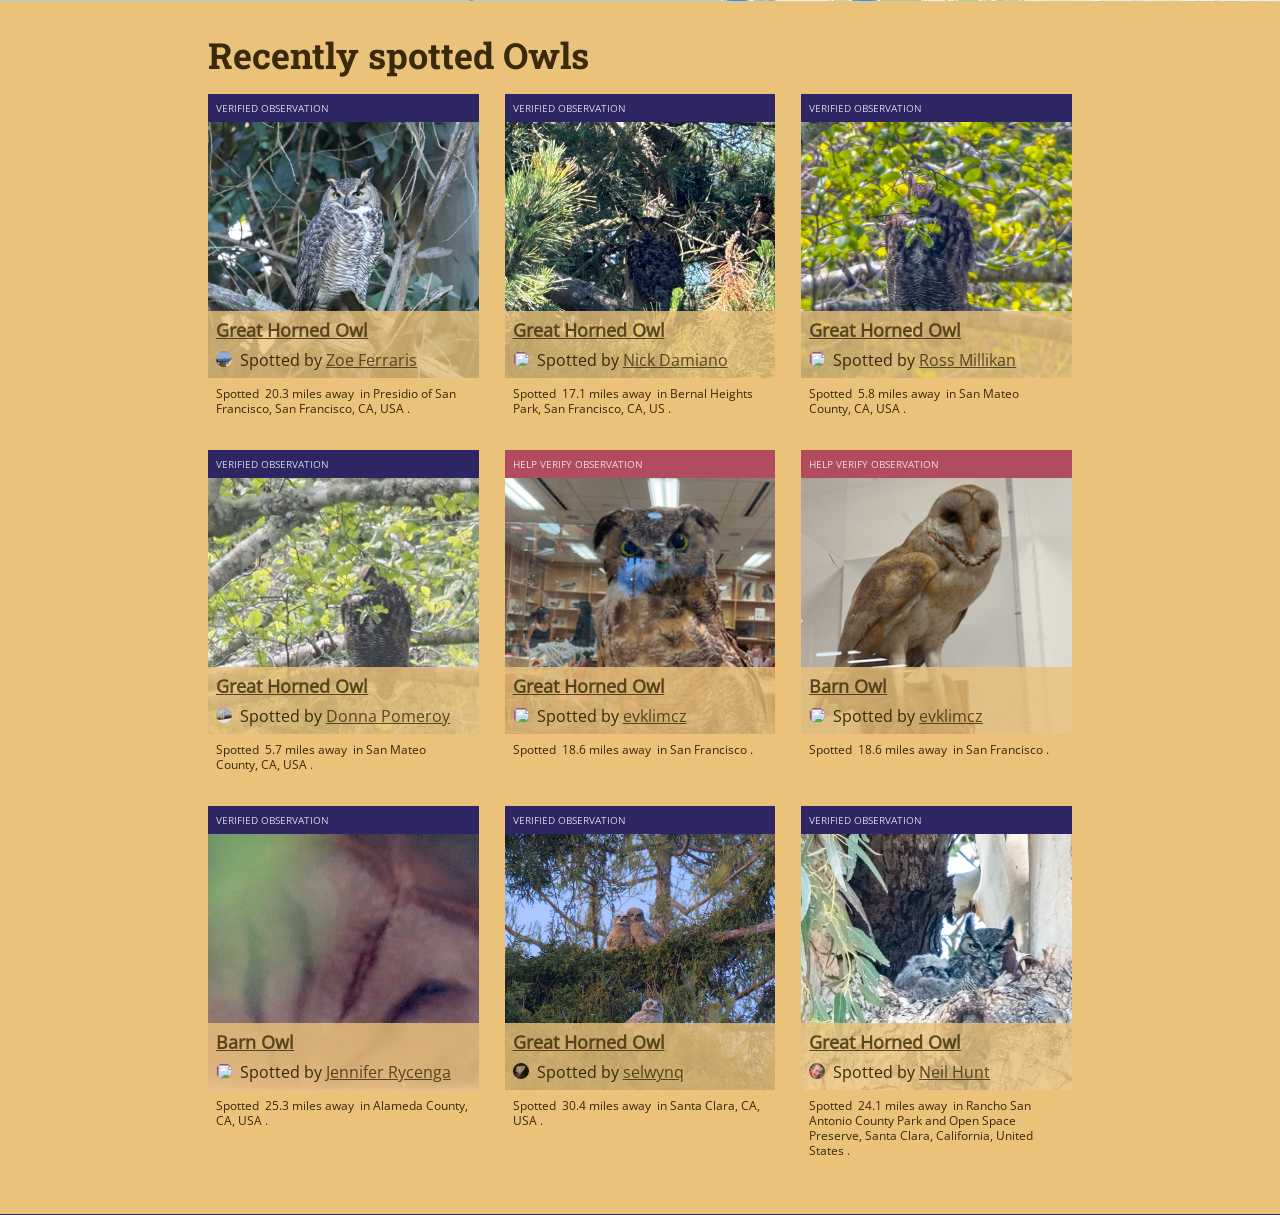 Recently spotted Owls
VERIFIED OBSERVATION
Great Horned Owl
Spotted by Zoe Ferraris
Spotted 20.3 miles away in Presidio of San
Francisco, San Francisco, CA, USA .
VERIFIED OBSERVATION
Great Horned Owl
Spotted by Nick Damiano
Spotted 17.1 miles away in Bernal Heights
Park, San Francisco, CA, US .
VERIFIED OBSERVATION
Great Horned Owl
Spotted by Ross Millikan
Spotted 5.8 miles away in San Mateo
County, CA, USA .
VERIFIED OBSERVATION
Great Horned Owl
Spotted by Donna Pomeroy
Spotted 5.7 miles away in San Mateo
County, CA, USA .
HELP VERIFY OBSERVATION
Great Horned Owl
Spotted by evklimcz
Spotted 18.6 miles away in San Francisco .
HELP VERIFY OBSERVATION
Barn Owl
Spotted by evklimcz
Spotted 18.6 miles away in San Francisco .
VERIFIED OBSERVATION
Barn Owl
Spotted by Jennifer Rycenga
Spotted 25.3 miles away in Alameda County,
CA, USA .
VERIFIED OBSERVATION
Great Horned Owl
Spotted by selwynq
Spotted 30.4 miles away in Santa Clara, CA,
USA .
VERIFIED OBSERVATION
Great Horned Owl
Spotted by Neil Hunt
Spotted 24.1 miles away in Rancho San
Antonio County Park and Open Space
Preserve, Santa Clara, California, United
States .